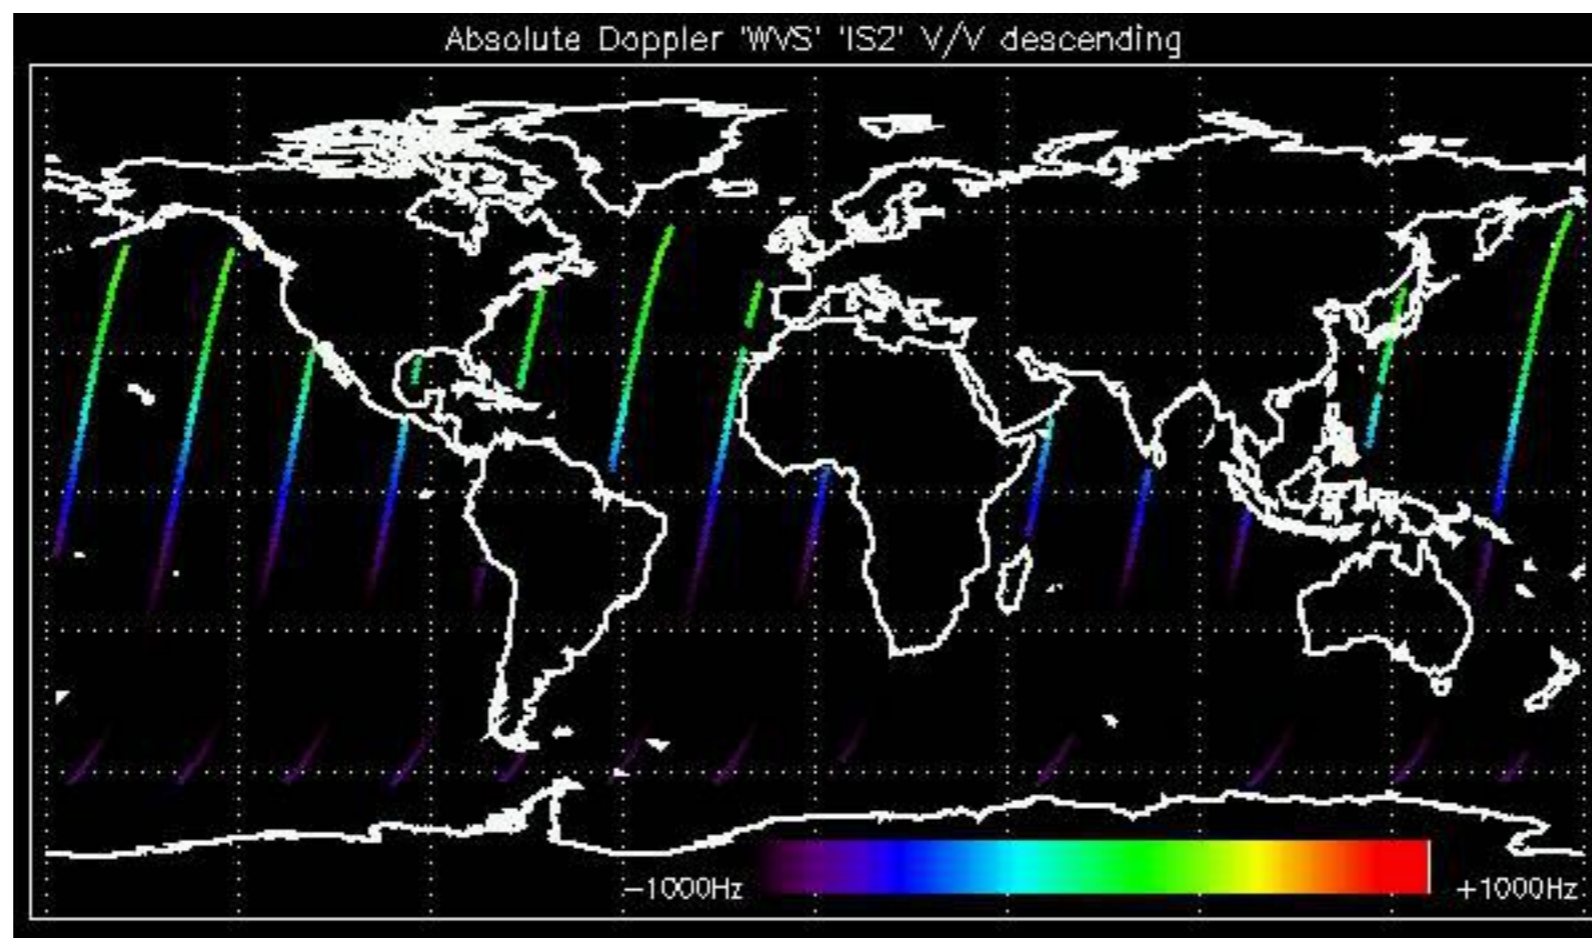 Absolute Doppler 'WVS' 'IS2' V/V descending
−1000Hz
+1000Hz